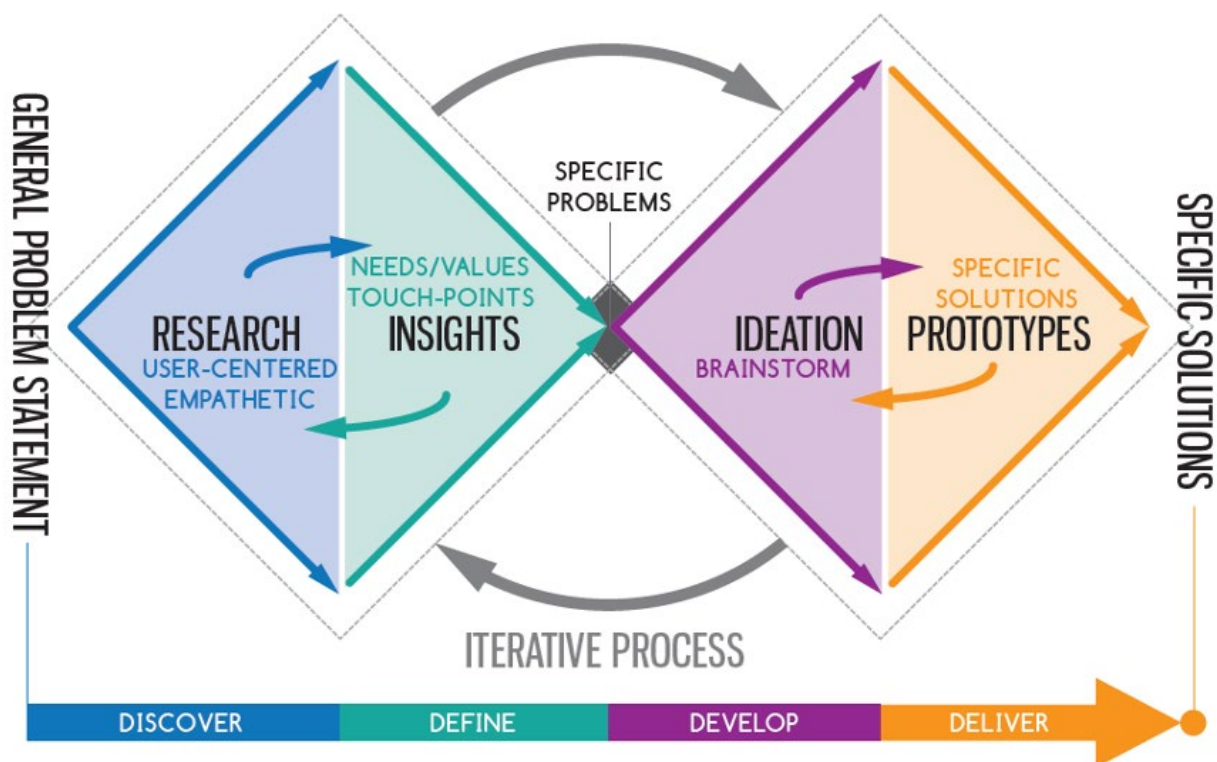 GENERAL PROBLEM STATEMENT
SPECIFIC
PROBLEMS
RESEARCH
USER-CENTERED
EMPATHETIC
NEEDS/VALUES
TOUCH-POINTS
INSIGHTS
IDEATION
BRAINSTORM
SPECIFIC
SOLUTIONS
PROTOTYPES
SPECIFIC SOLUTIONS
ITERATIVE PROCESS
DISCOVER
DEFINE
DEVELOP
DELIVER